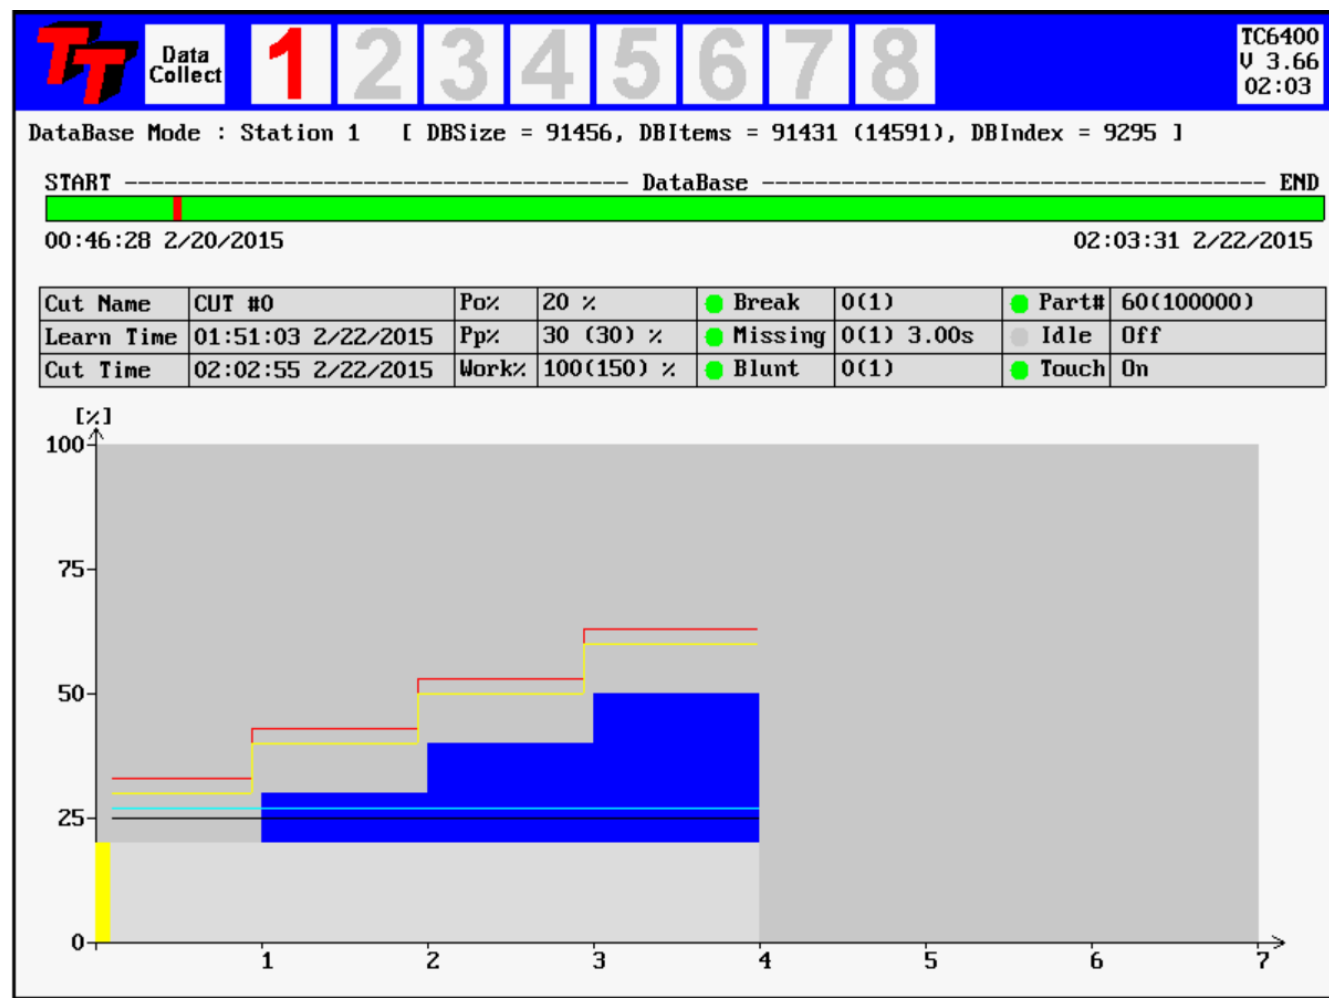 TT
Data
Collect
1 2 3 4 5 6 7 8
TC6400
V 3.66
02:03
DataBase Mode : Station 1 [ DBSize = 91456, DBItems = 91431 (14591), DBIndex = 9295 ]
START ------------------------------ DataBase ------------------------------ END
00:46:28 2/20/2015 02:03:31 2/22/2015
Cut Name CUT #0 Po% 20 % Break 0(1) Part# 60(100000)
Learn Time 01:51:03 2/22/2015 Pp% 30 (30) % Missing 0(1) 3.00s Idle Off
Cut Time 02:02:55 2/22/2015 Work% 100(150) % Blunt 0(1) Touch On
[%]
100
75
50
25
0
1 2 3 4 5 6 7